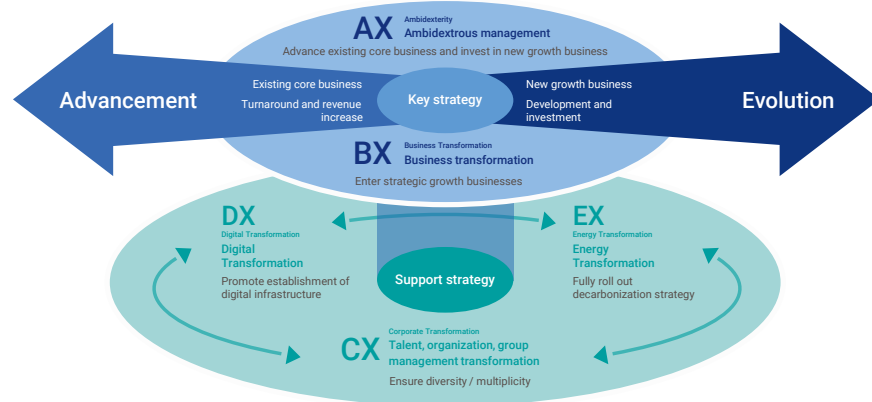 AX
Ambidexterity
Ambidextrous management
Advance existing core business and invest in new growth business
Advancement
Existing core business
Turnaround and revenue
increase
Key strategy
New growth business
Development and
investment
Evolution
BX
Business Transformation
Business transformation
Enter strategic growth businesses
DX
Digital Transformation
Digital
Transformation
Promote establishment of
digital infrastructure
EX
Energy Transformation
Energy
Transformation
Fully roll out
decarbonization strategy
Support strategy
CX
Corporate Transformation
Talent, organization, group
management transformation
Ensure diversity / multiplicity